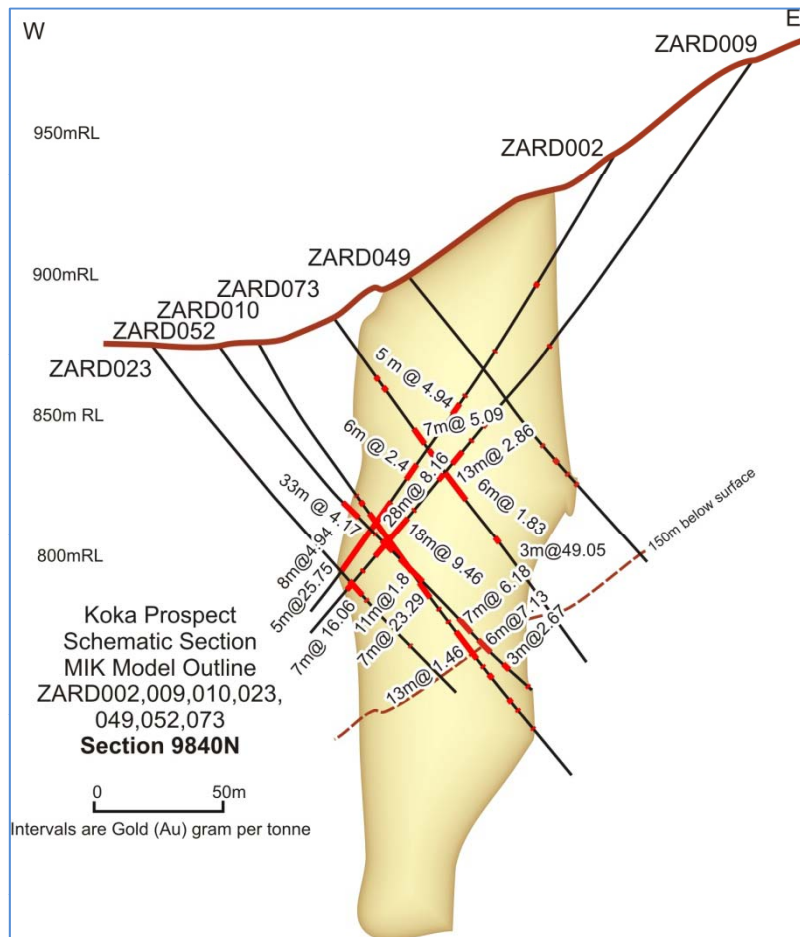 W
E
ZARD009
950mRL
ZARD002
ZARD049
900mRL
ZARD073
ZARD010
ZARD052
ZARD023
5 m @ 4.94
850m RL
7m@ 5.09
6m @ 2.4
13m@ 2.86
28m@ 8.16
33m @ 4.17
6m@ 1.83
18m@ 9.46
3m@49.05
150m below surface
800mRL
8m@4.94
5m@25.75
11m@1.8
7m@ 6.18
7m@ 16.06
7m@ 23.29
6m@7.13
3m@2.67
13m@ 1.46
Koka Prospect
Schematic Section
MIK Model Outline
ZARD002,009,010,023,
049,052,073
Section 9840N
0 50m
Intervals are Gold (Au) gram per tonne